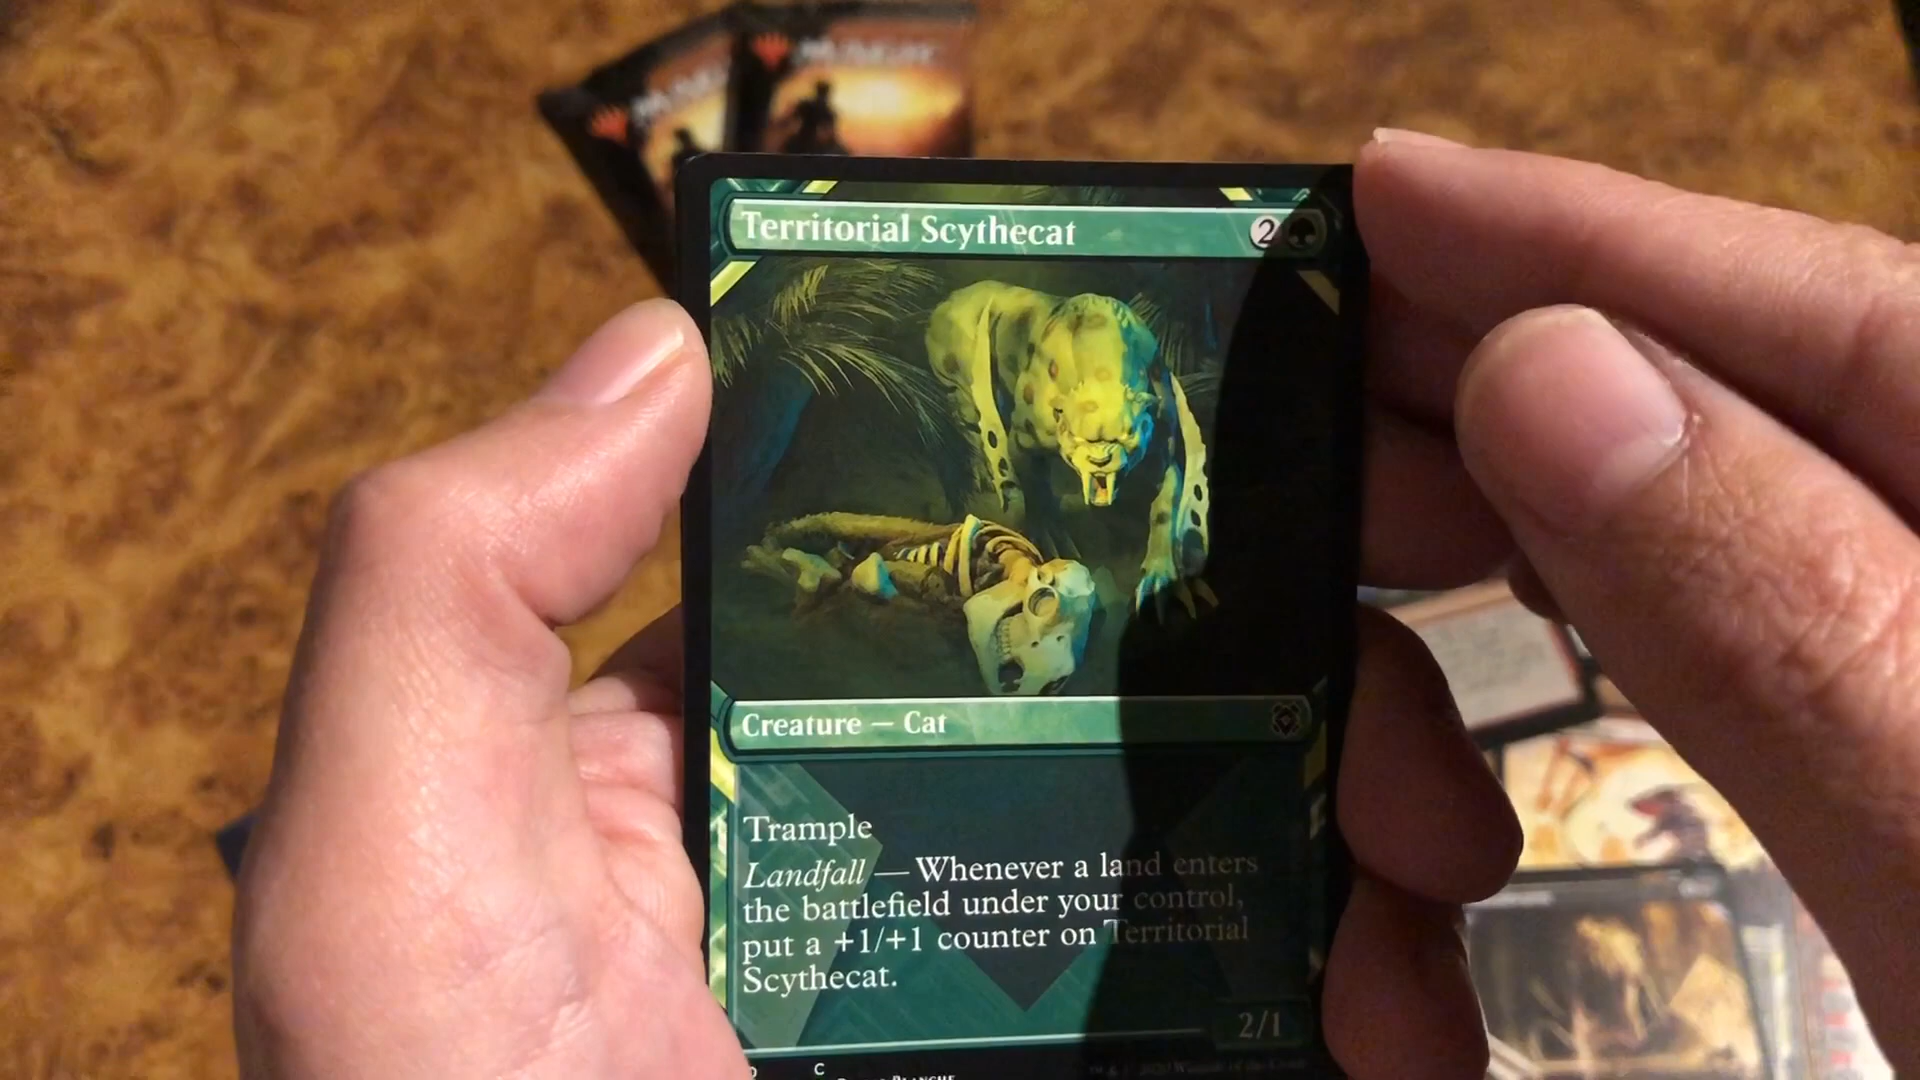 Territorial Scythecat 2
Creature — Cat
Trample
Landfall — Whenever a land enters
the battlefield under your control,
put a +1/+1 counter on Territorial
Scythecat.
2/1
C